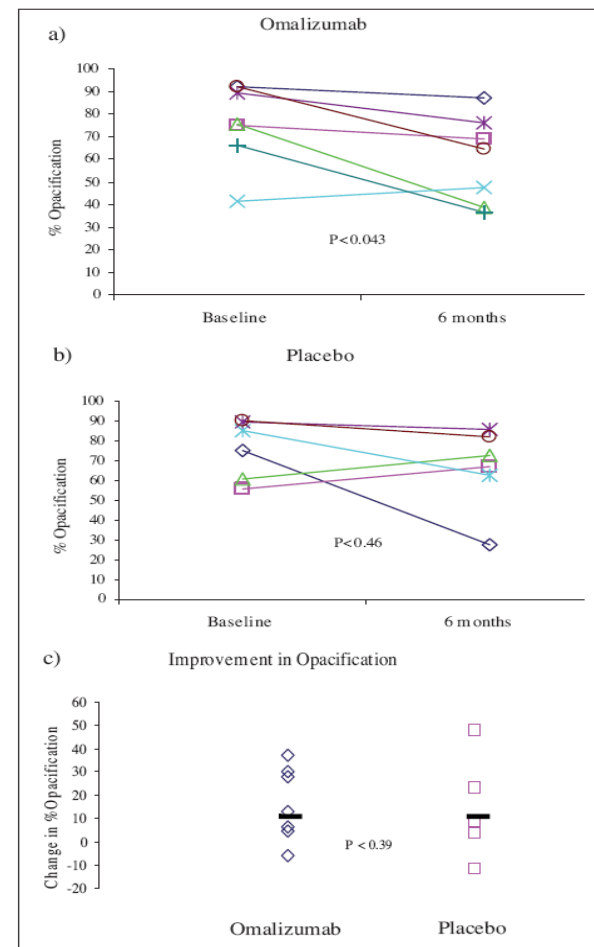 a)
Omalizumab
% Opacification
100
90
80
70
60
50
40
30
20
10
0
P<0.043
Baseline 6 months
b)
Placebo
% Opacification
100
90
80
70
60
50
40
30
20
10
0
P<0.46
Baseline 6 months
c)
Improvement in Opacification
Change in %Opacification
60
50
40
30
20
10
0
-10
-20
P < 0.39
Omalizumab Placebo